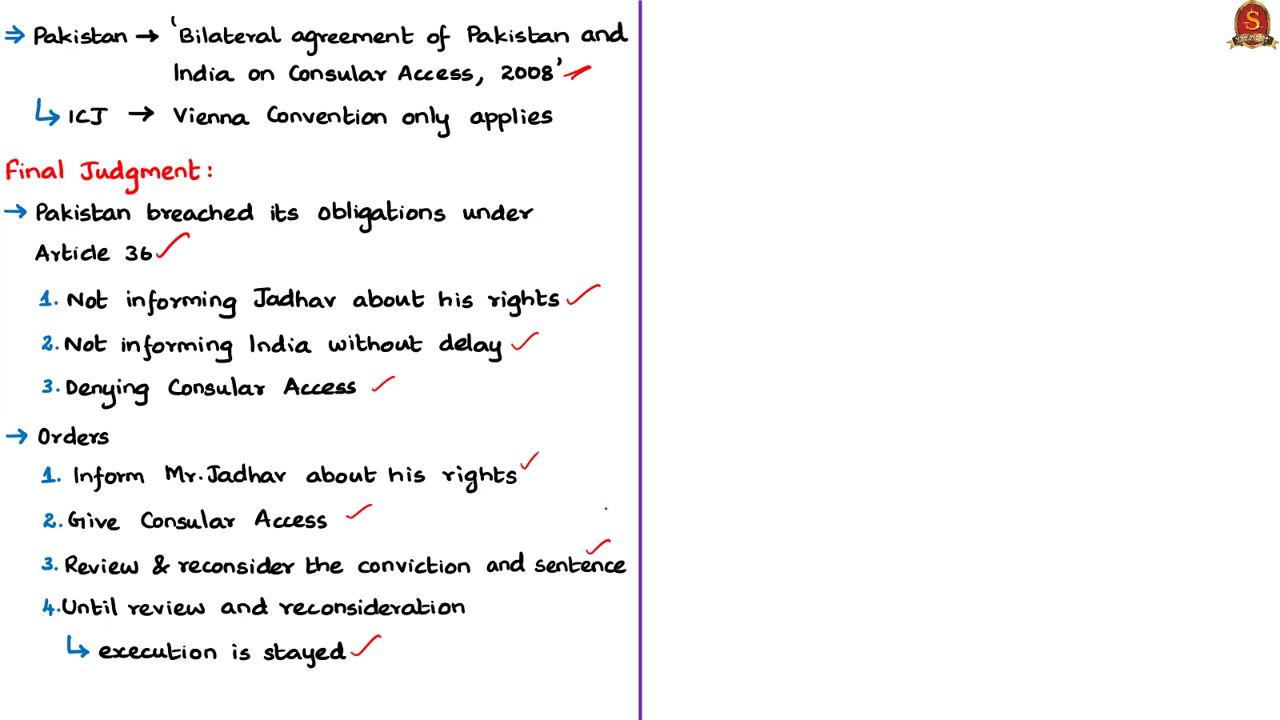 ⇒ Pakistan → 'Bilateral agreement of Pakistan and
India on Consular Access, 2008'
↳ ICJ → Vienna Convention only applies
Final Judgment:
→ Pakistan breached its obligations under
Article 36
1. Not informing Jadhav about his rights
2. Not informing India without delay
3. Denying Consular Access
→ Orders
1. Inform Mr. Jadhav about his rights
2. Give Consular Access
3. Review & reconsider the conviction and sentence
4. Until review and reconsideration
↳ execution is stayed
S